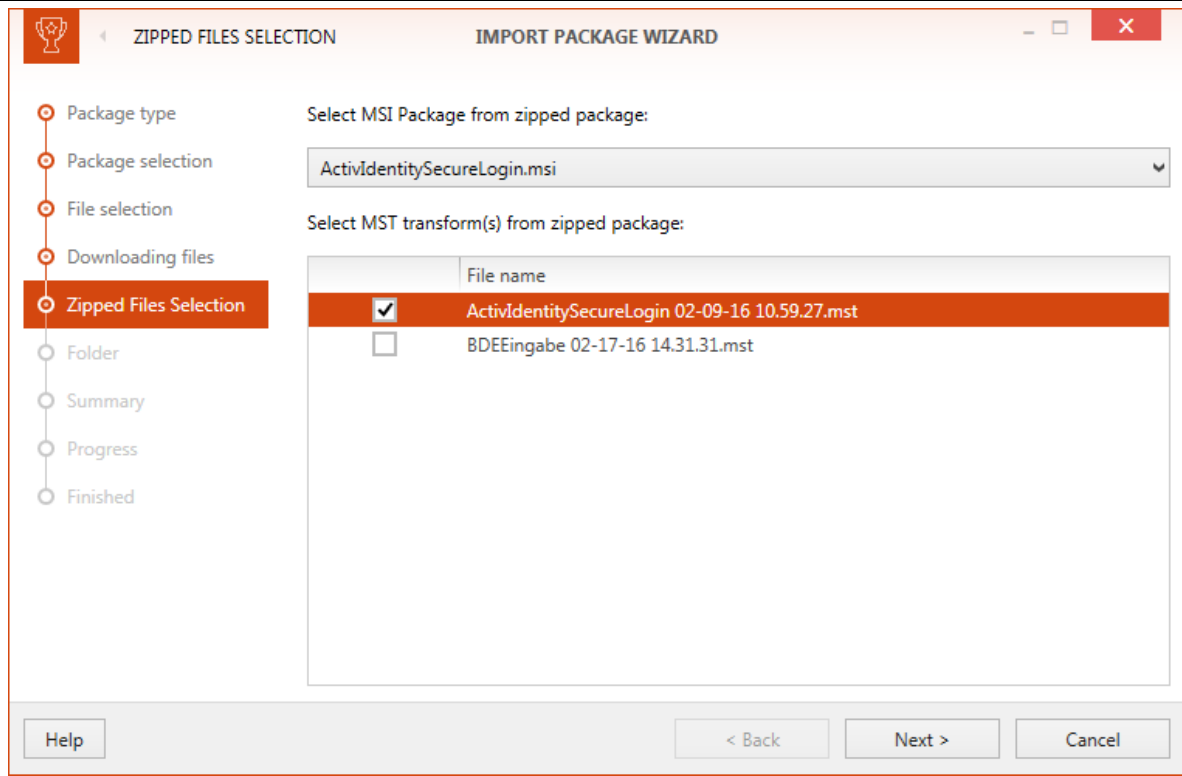 ZIPPED FILES SELECTION
IMPORT PACKAGE WIZARD
Package type
Package selection
File selection
Downloading files
Zipped Files Selection
Folder
Summary
Progress
Finished
Select MSI Package from zipped package:
ActivIdentitySecureLogin.msi
Select MST transform(s) from zipped package:
File name
ActivIdentitySecureLogin 02-09-16 10.59.27.mst
BDEEingabe 02-17-16 14.31.31.mst
Help
< Back
Next >
Cancel